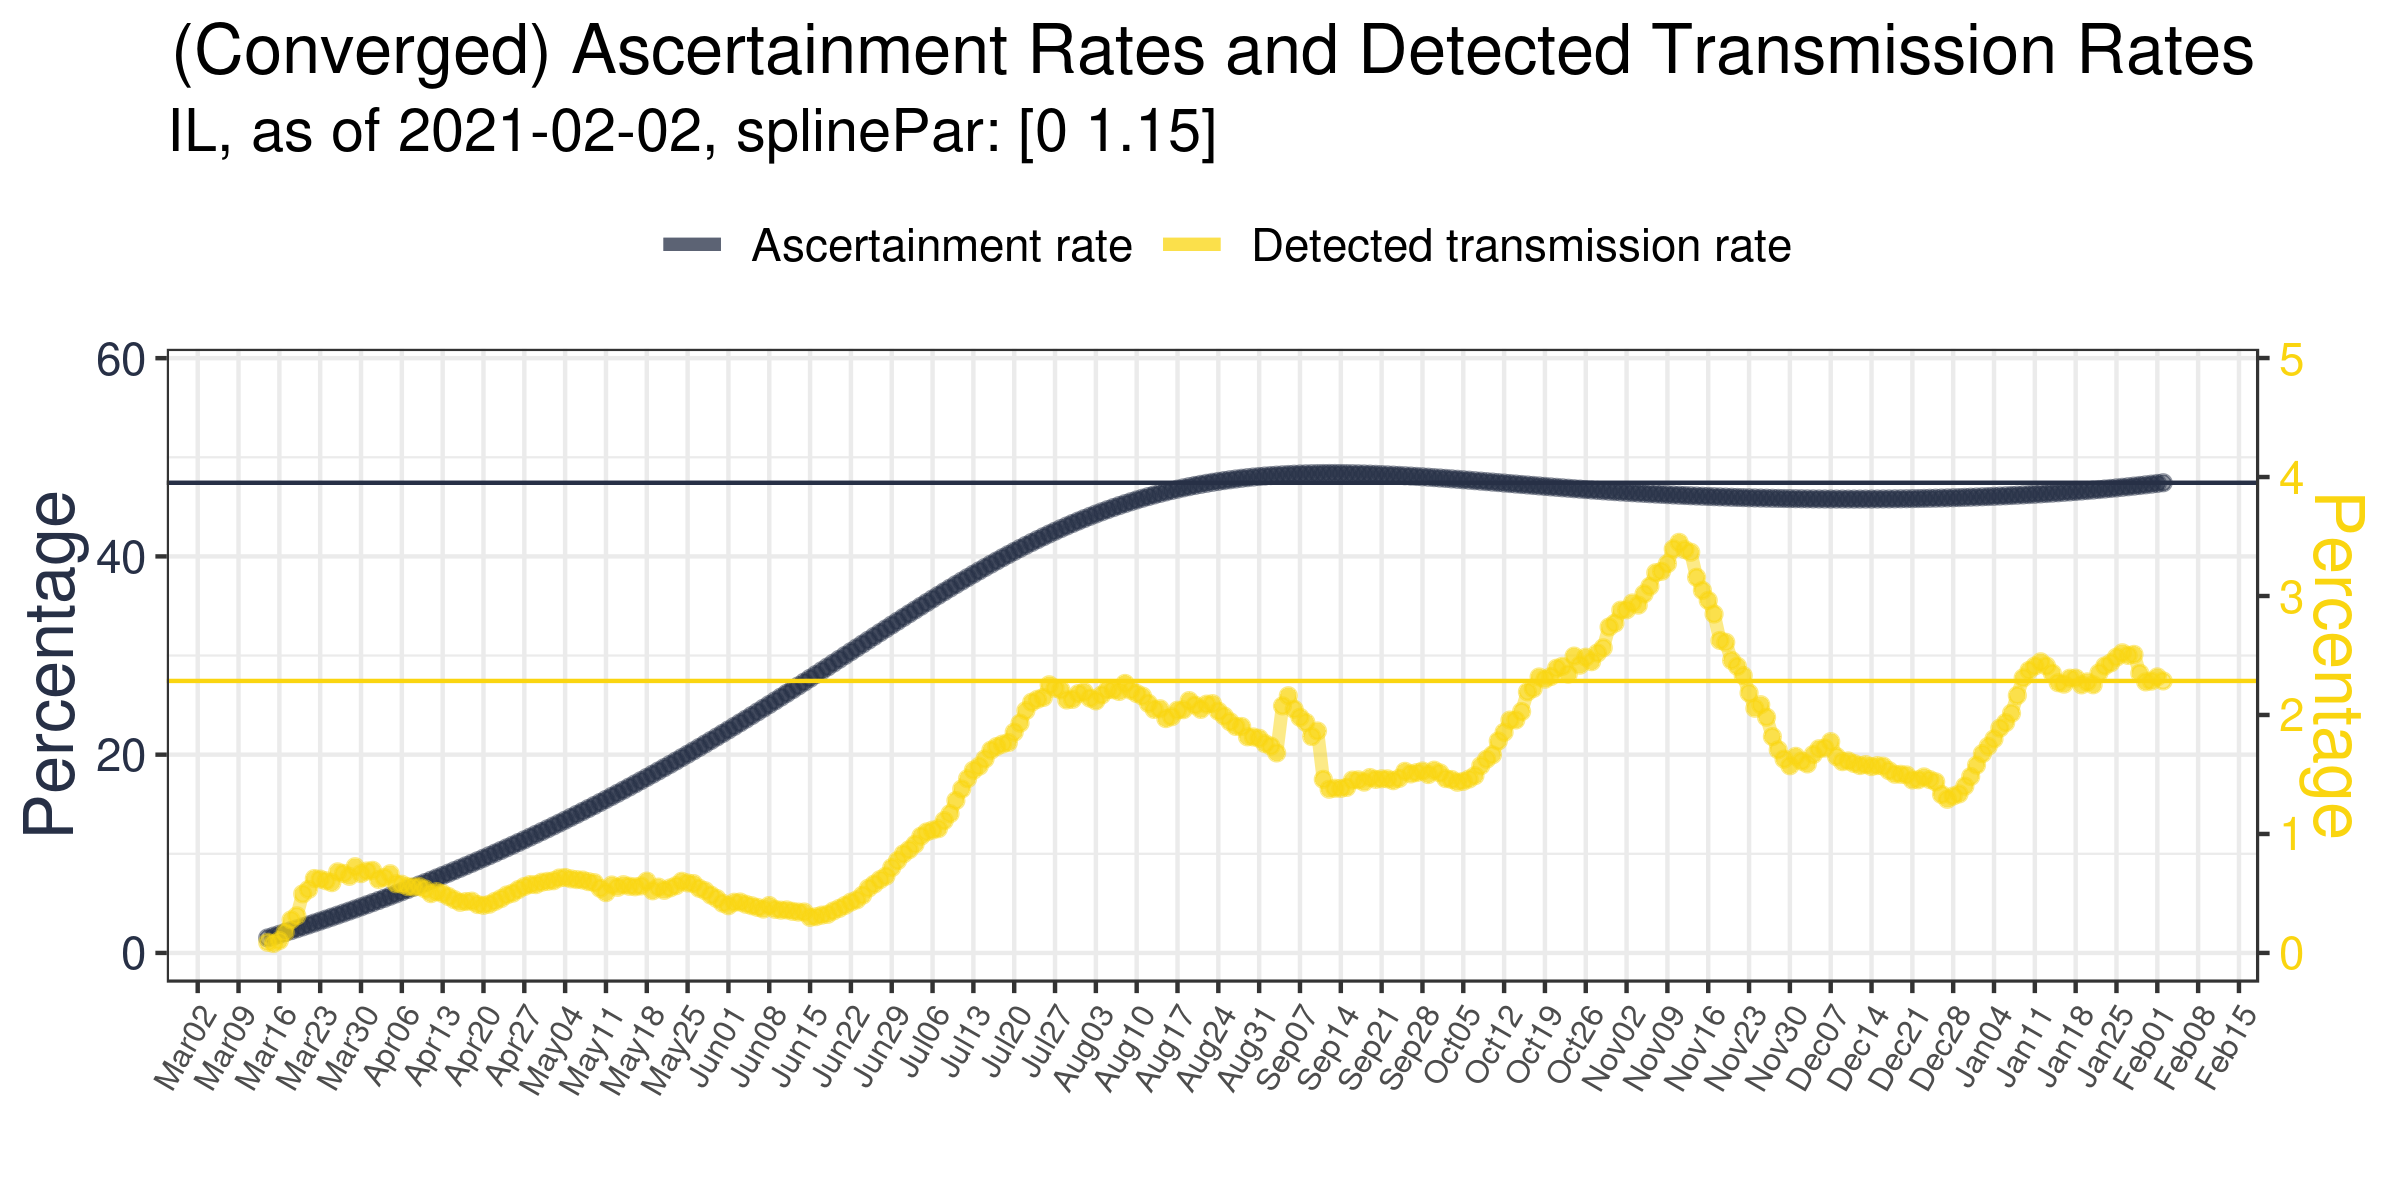 (Converged) Ascertainment Rates and Detected Transmission Rates
IL, as of 2021-02-02, splinePar: [0 1.15]
Ascertainment rate Detected transmission rate
Percentage
60
40
20
0
5
4
3
2
1
0
Percentage
Mar02 Mar09 Mar16 Mar23 Mar30 Apr06 Apr13 Apr20 Apr27 May04 May11 May18 May25 Jun01 Jun08 Jun15 Jun22 Jun29 Jul06 Jul13 Jul20 Jul27 Aug03 Aug10 Aug17 Aug24 Aug31 Sep07 Sep14 Sep21 Sep28 Oct05 Oct12 Oct19 Oct26 Nov02 Nov09 Nov16 Nov23 Nov30 Dec07 Dec14 Dec21 Dec28 Jan04 Jan11 Jan18 Jan25 Feb01 Feb08 Feb15